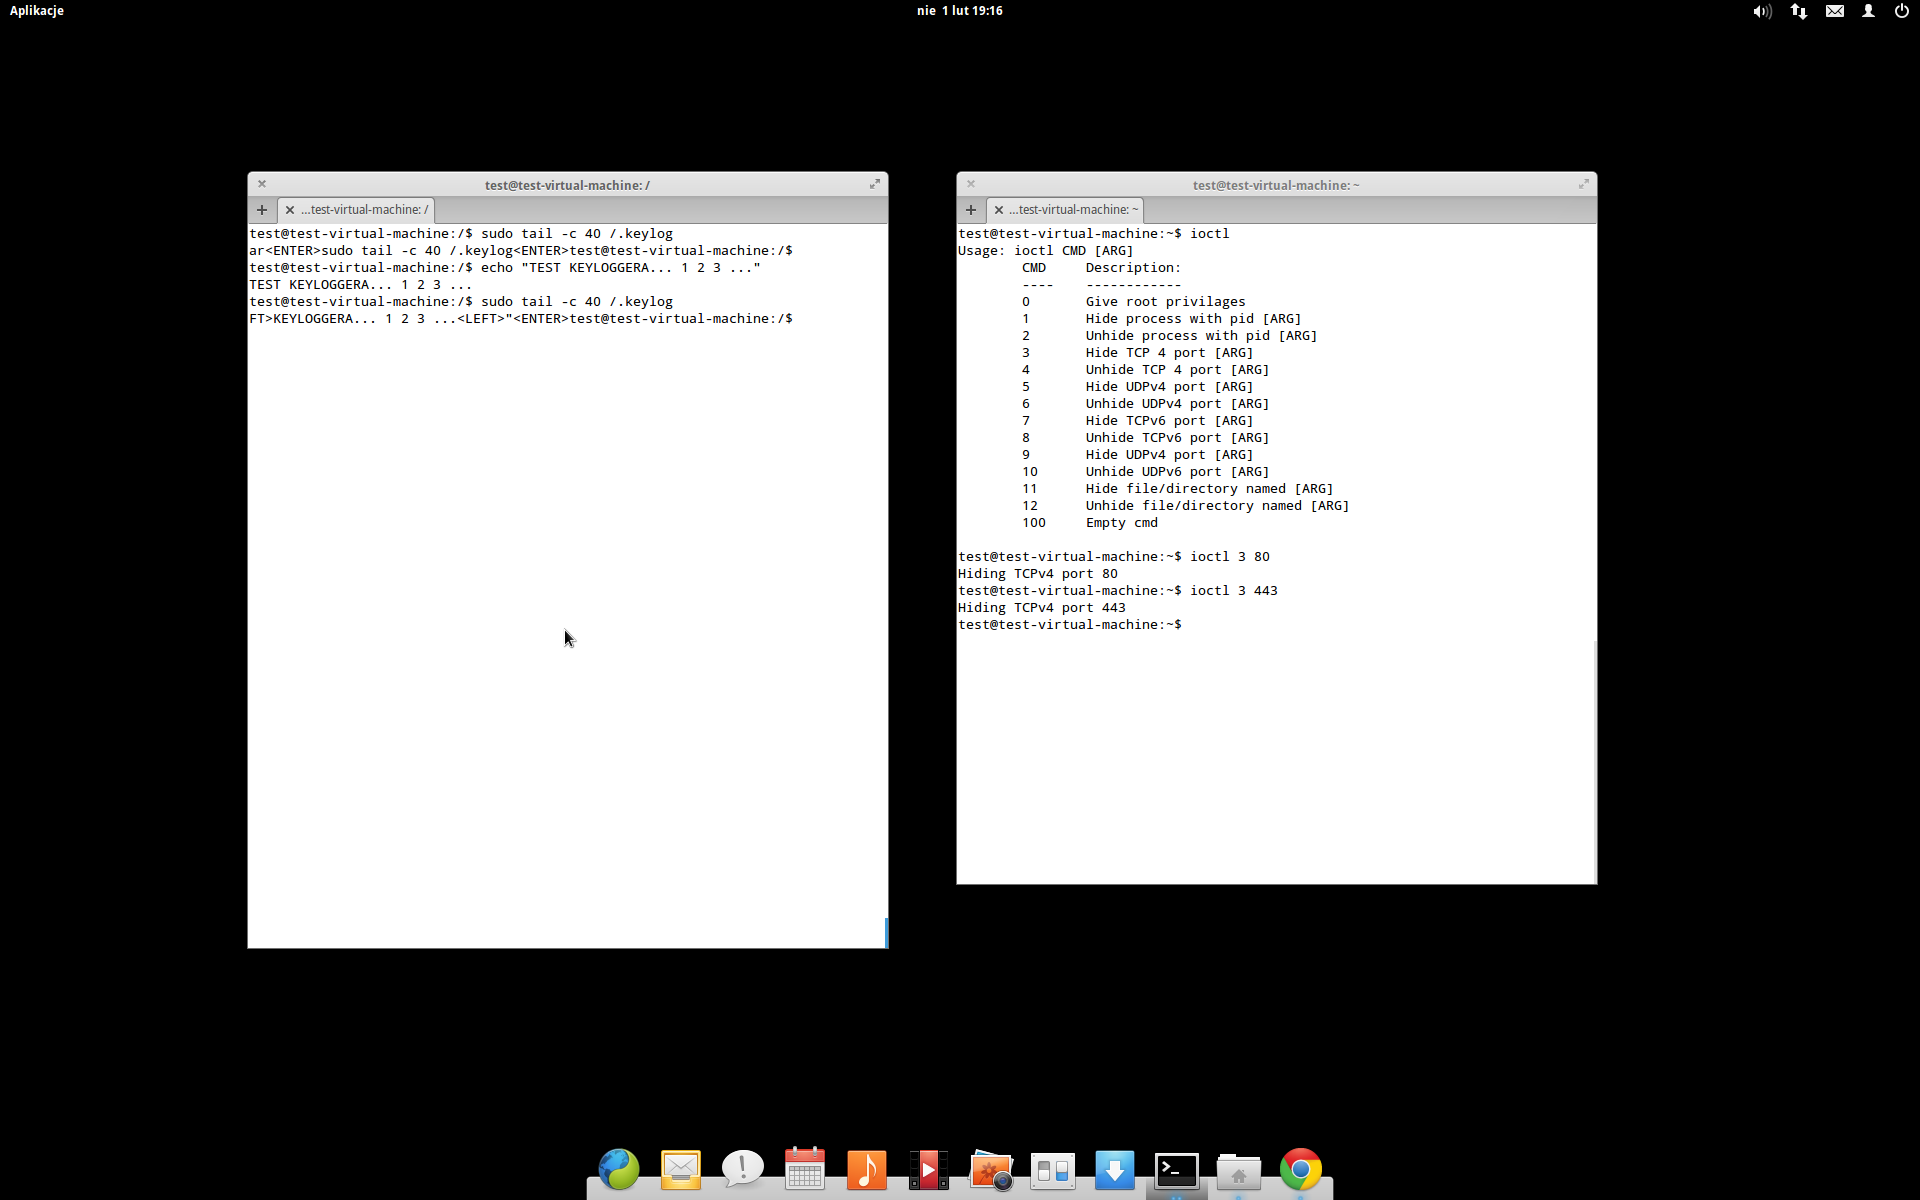 Aplikacje
nie 1 lut 19:16
test@test-virtual-machine: /
...test-virtual-machine: /
test@test-virtual-machine:/$ sudo tail -c 40 /.keylog
ar<ENTER>sudo tail -c 40 /.keylog<ENTER>test@test-virtual-machine:/$
test@test-virtual-machine:/$ echo "TEST KEYLOGGERA... 1 2 3 ..."
TEST KEYLOGGERA... 1 2 3 ...
test@test-virtual-machine:/$ sudo tail -c 40 /.keylog
FT>KEYLOGGERA... 1 2 3 ...<LEFT>"<ENTER>test@test-virtual-machine:/$
test@test-virtual-machine: ~
...test-virtual-machine: ~
test@test-virtual-machine:~$ ioctl
Usage: ioctl CMD [ARG]
CMD Description:
---- ------------
0 Give root privilages
1 Hide process with pid [ARG]
2 Unhide process with pid [ARG]
3 Hide TCP 4 port [ARG]
4 Unhide TCP 4 port [ARG]
5 Hide UDPv4 port [ARG]
6 Unhide UDPv4 port [ARG]
7 Hide TCPv6 port [ARG]
8 Unhide TCPv6 port [ARG]
9 Hide UDPv4 port [ARG]
10 Unhide UDPv6 port [ARG]
11 Hide file/directory named [ARG]
12 Unhide file/directory named [ARG]
100 Empty cmd
test@test-virtual-machine:~$ ioctl 3 80
Hiding TCPv4 port 80
test@test-virtual-machine:~$ ioctl 3 443
Hiding TCPv4 port 443
test@test-virtual-machine:~$